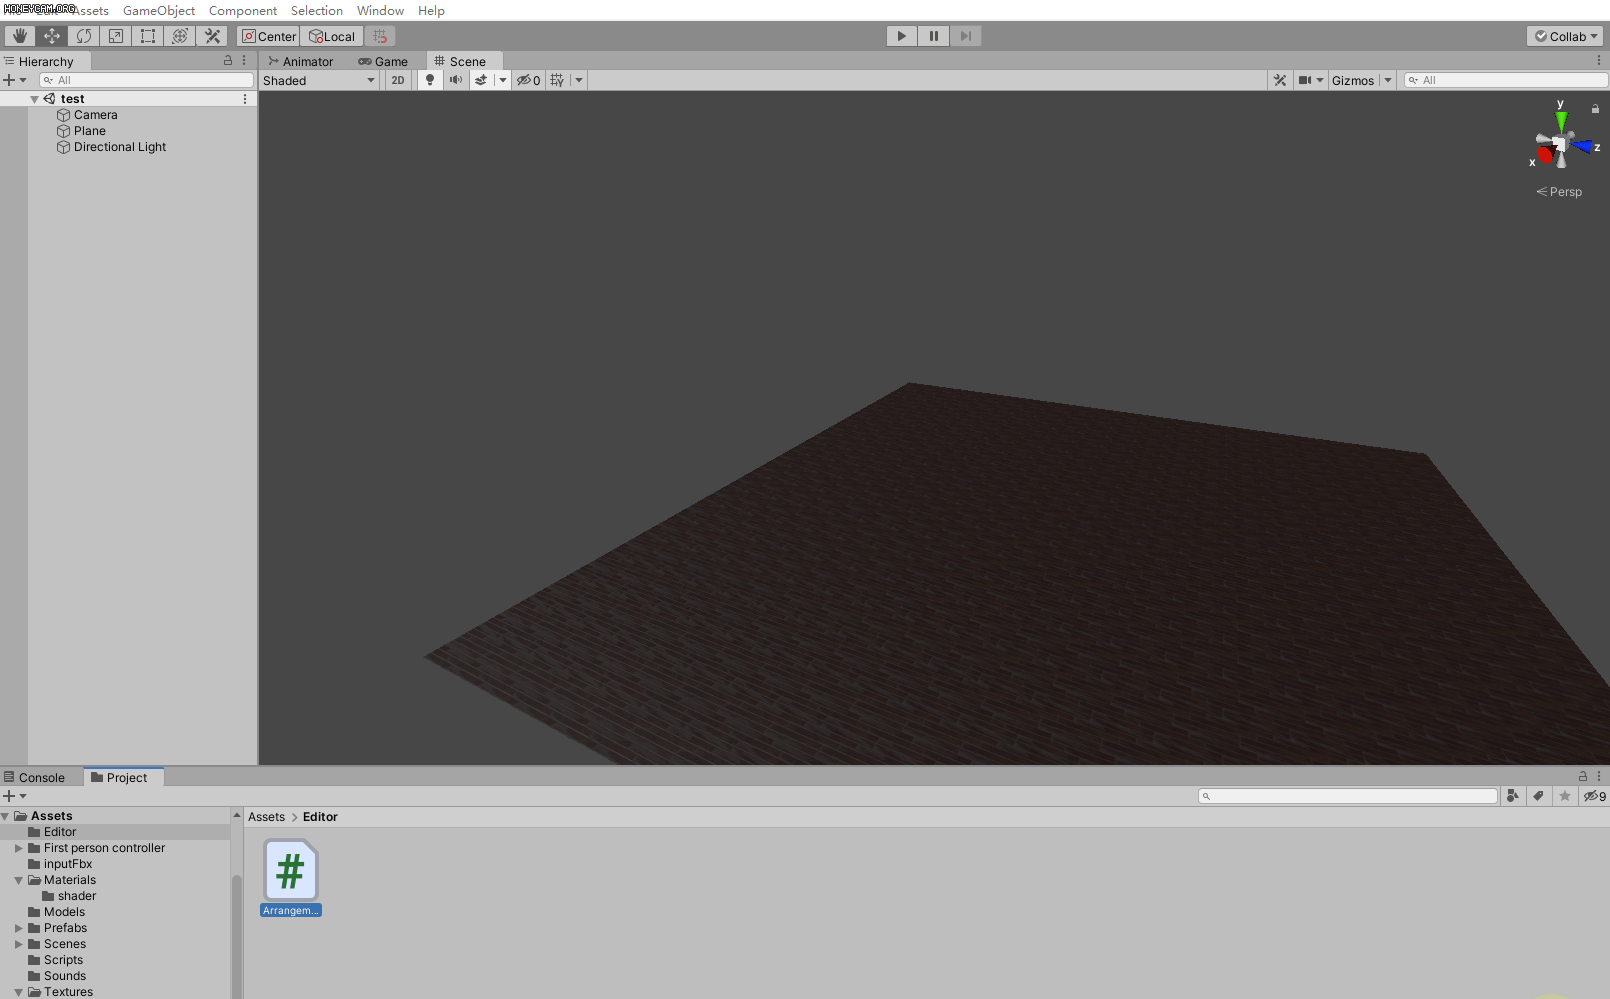 HONEYCAM.ORG Assets GameObject Component Selection Window Help
Center Local Collab
Hierarchy Animator Game Scene
All Shaded 2D 0 Gizmos All
test
Camera
Plane
Directional Light
y
z
x
Persp
Console Project
9
Assets
Editor
First person controller
inputFbx
Materials
shader
Models
Prefabs
Scenes
Scripts
Sounds
Textures
Assets > Editor
#
Arrangem...